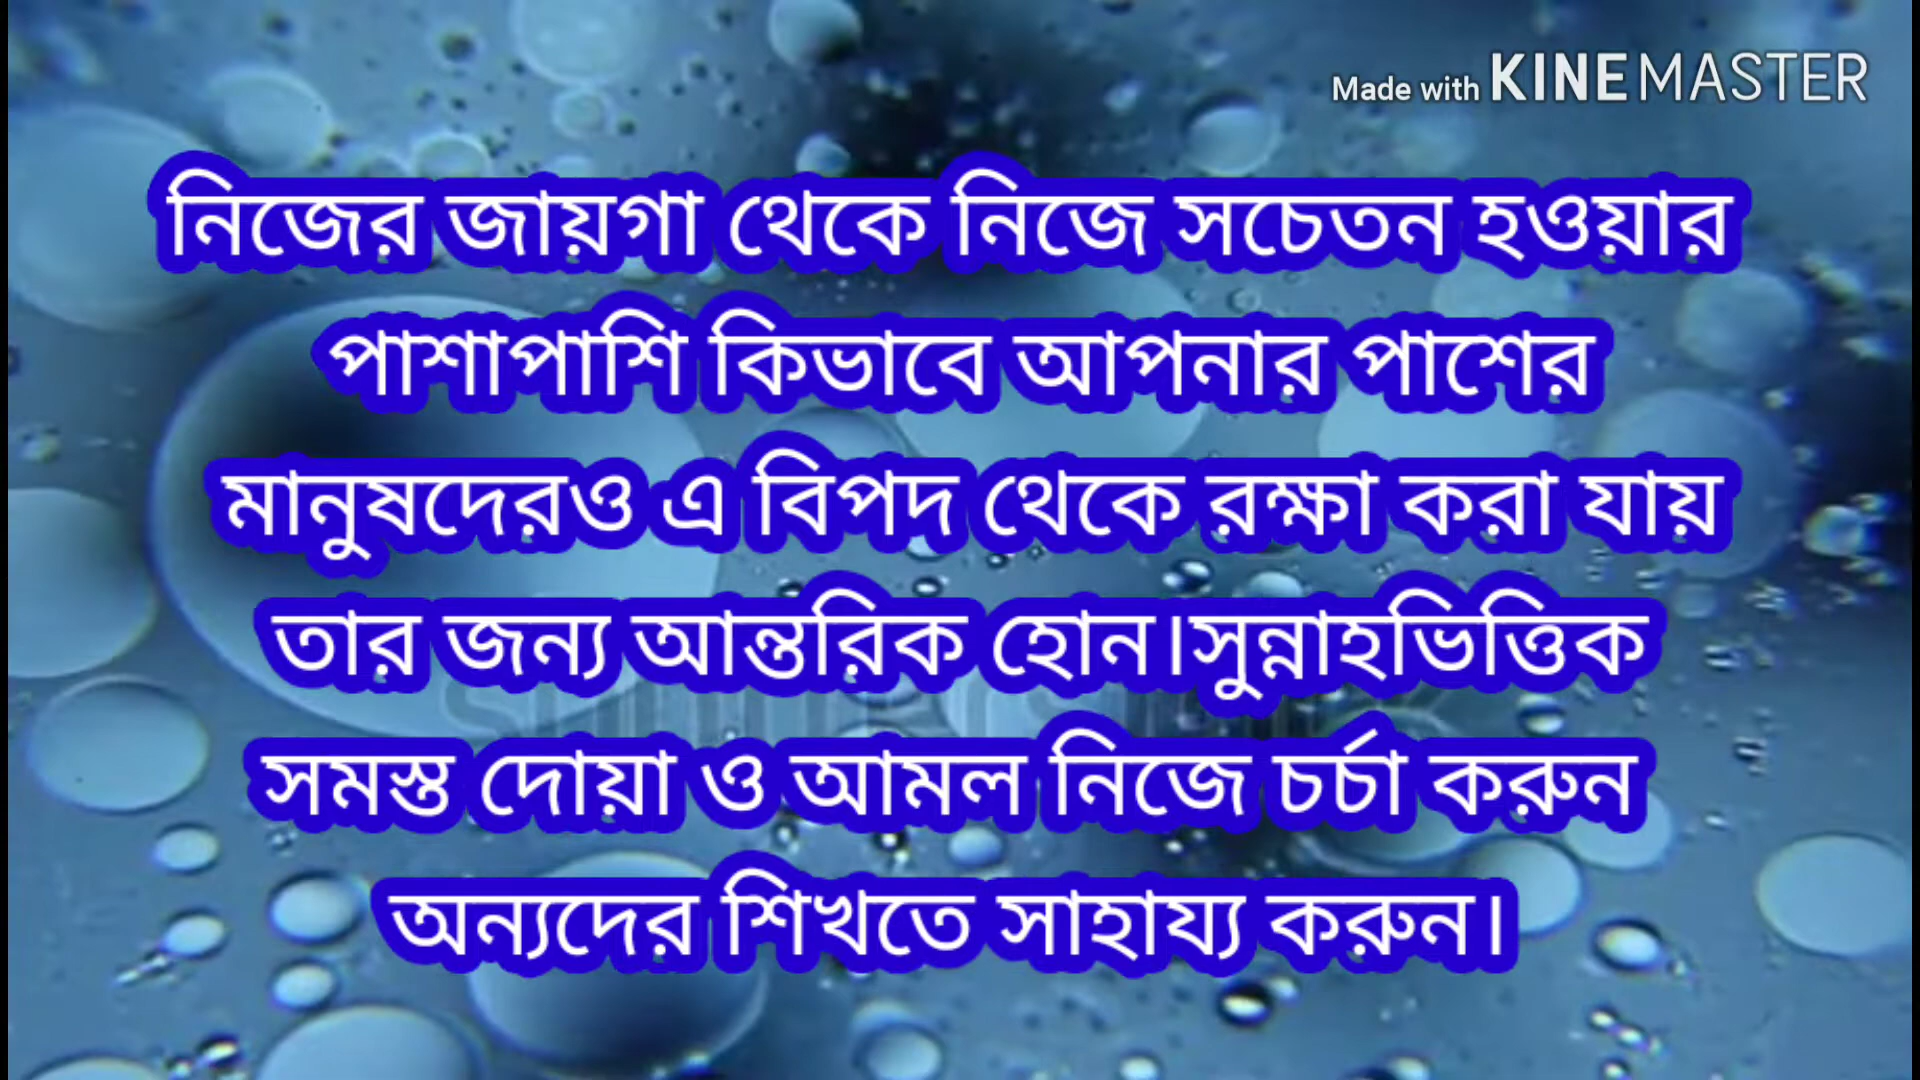 Made with KINEMASTER
নিজের জায়গা থেকে নিজে সচেতন হওয়ার
পাশাপাশি কিভাবে আপনার পাশের
মানুষদেরও এ বিপদ থেকে রক্ষা করা যায়
তার জন্য আন্তরিক হোন।সুন্নাহভিত্তিক
সমস্ত দোয়া ও আমল নিজে চর্চা করুন
অন্যদের শিখতে সাহায্য করুন।